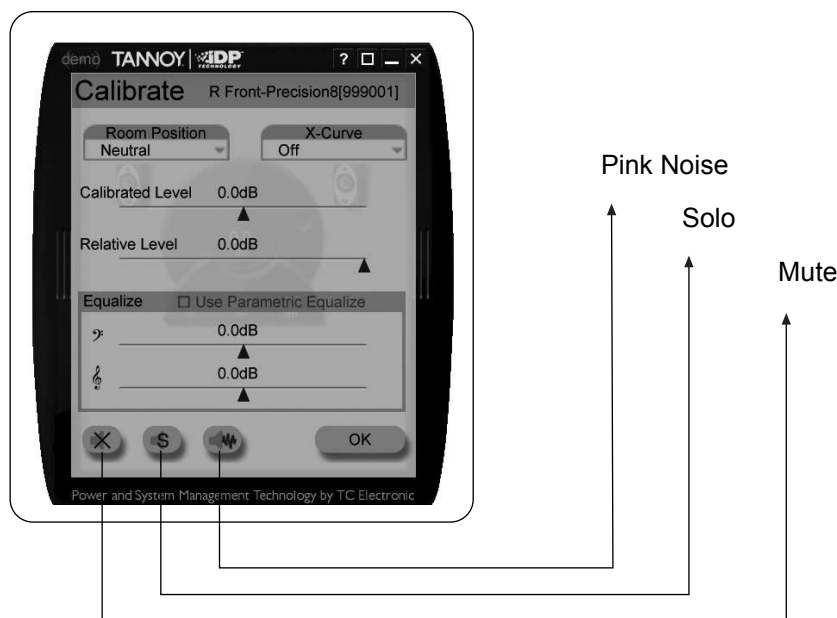 demo TANNOY iDP TECHNOLOGY ?
Calibrate R Front-Precision8[999001]
Room Position X-Curve
Neutral Off
Calibrated Level 0.0dB
Relative Level 0.0dB
Equalize Use Parametric Equalize
0.0dB
0.0dB
S OK
Power and System Management Technology by TC Electronic
Pink Noise
Solo
Mute